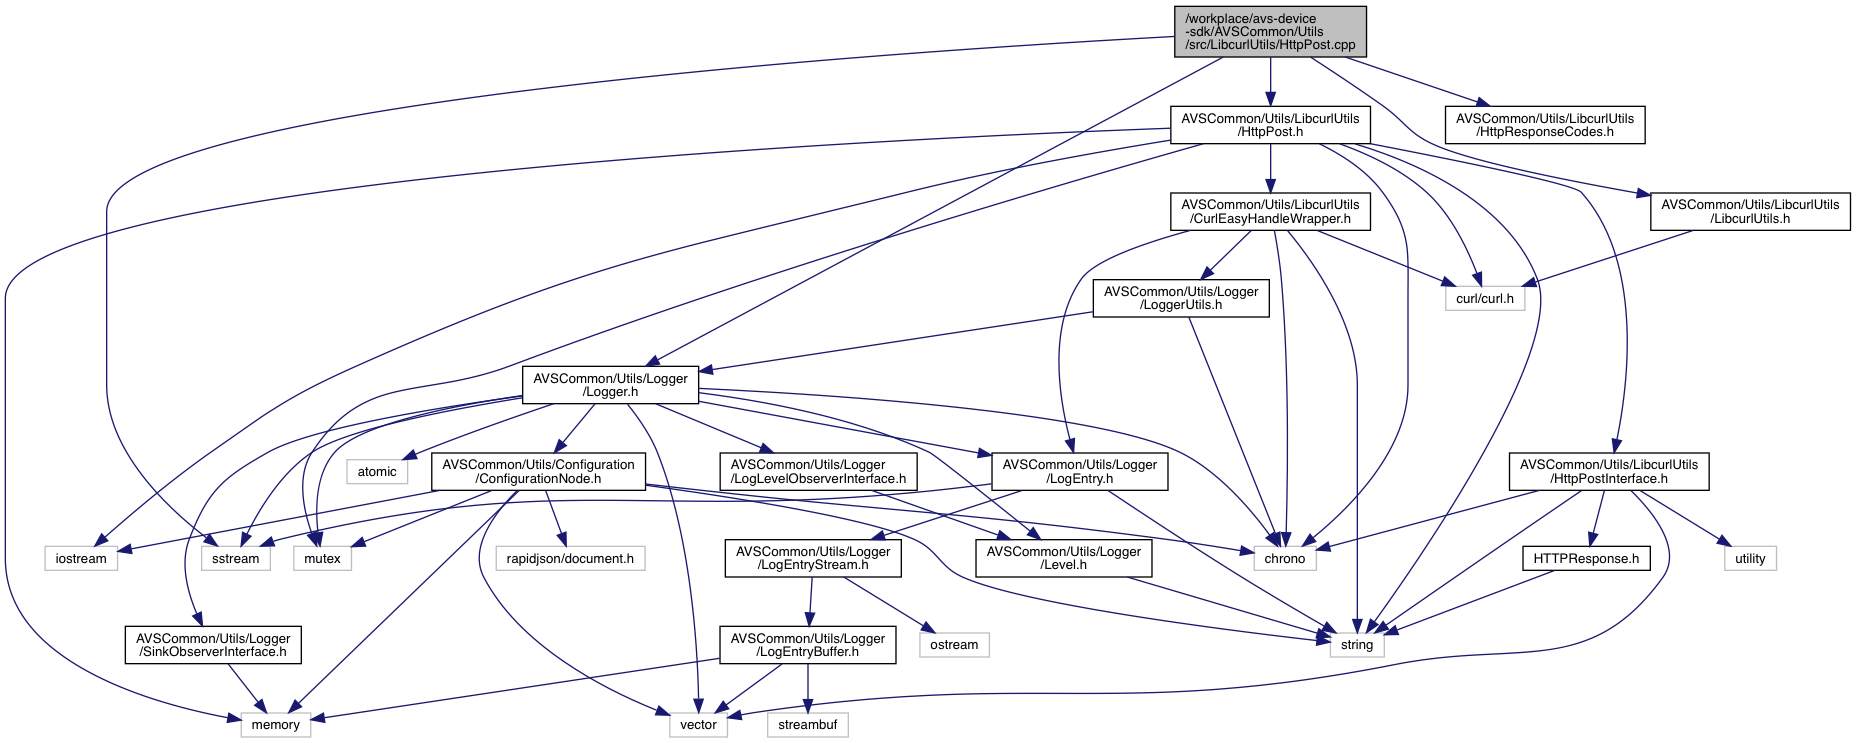 /workplace/avs-device
-sdk/AVSCommon/Utils
/src/LibcurlUtils/HttpPost.cpp
AVSCommon/Utils/LibcurlUtils
/HttpPost.h
AVSCommon/Utils/LibcurlUtils
/HttpResponseCodes.h
AVSCommon/Utils/LibcurlUtils
/CurlEasyHandleWrapper.h
AVSCommon/Utils/LibcurlUtils
/LibcurlUtils.h
AVSCommon/Utils/Logger
/LoggerUtils.h
curl/curl.h
AVSCommon/Utils/Logger
/Logger.h
atomic
AVSCommon/Utils/Configuration
/ConfigurationNode.h
AVSCommon/Utils/Logger
/LogLevelObserverInterface.h
AVSCommon/Utils/Logger
/LogEntry.h
AVSCommon/Utils/LibcurlUtils
/HttpPostInterface.h
iostream
sstream
mutex
rapidjson/document.h
AVSCommon/Utils/Logger
/LogEntryStream.h
AVSCommon/Utils/Logger
/Level.h
chrono
HTTPResponse.h
utility
AVSCommon/Utils/Logger
/SinkObserverInterface.h
AVSCommon/Utils/Logger
/LogEntryBuffer.h
ostream
string
memory
vector
streambuf